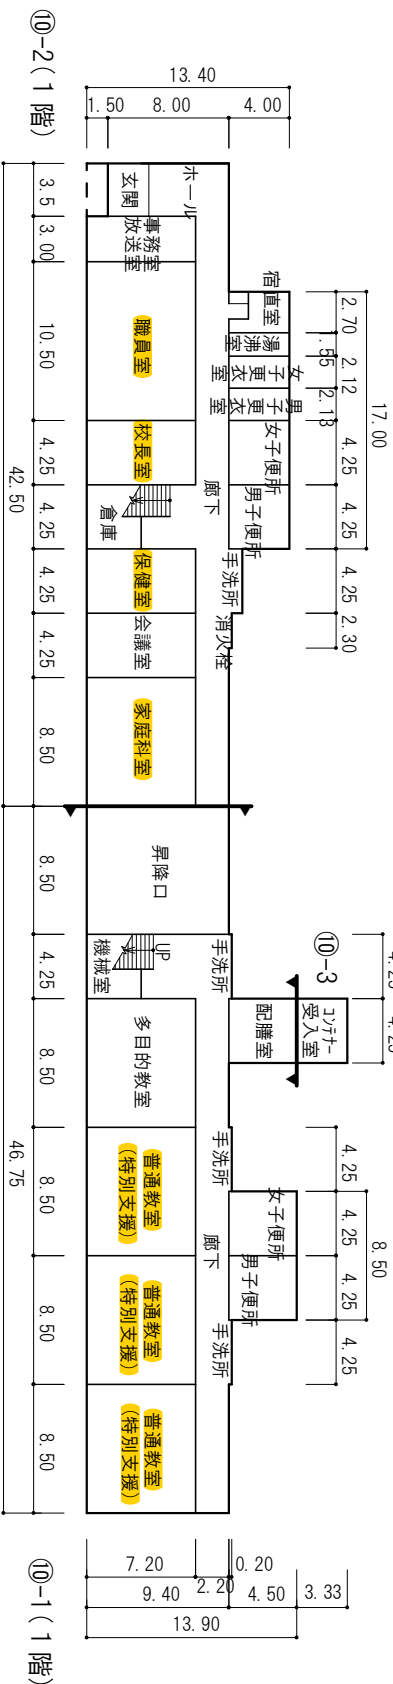 ⑩-2(1階)
13.40
1.50
8.00
4.00
3.5
3.00
10.50
4.25
4.25
4.25
4.25
8.50
42.50
8.50
4.25
8.50
8.50
8.50
8.50
46.75
玄関
ホール
事務室
放送室
職員室
校長室
倉庫
保健室
会議室
家庭科室
宿直室
湯沸室
女子更衣室
男子更衣室
女子便所
男子便所
廊下
手洗所
消火栓
2.70
1.55
2.12
2.13
4.25
4.25
4.25
2.30
17.00
昇降口
UP
機械室
手洗所
多目的教室
⑩-3
コンテナー
受入室
配膳室
4.25
4.25
普通教室
(特別支援)
普通教室
(特別支援)
普通教室
(特別支援)
手洗所
廊下
手洗所
女子便所
男子便所
4.25
4.25
4.25
4.25
8.50
7.20
2.20
0.20
9.40
4.50
3.33
13.90
⑩-1(1階)